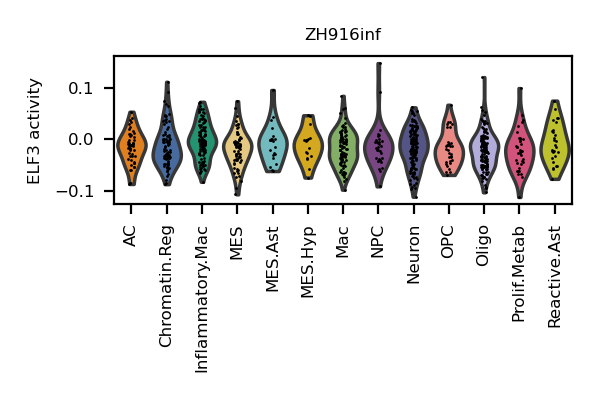 ZH916inf
ELF3 activity
0.1
0.0
−0.1
AC
Chromatin.Reg
Inflammatory.Mac
MES
MES.Ast
MES.Hyp
Mac
NPC
Neuron
OPC
Oligo
Prolif.Metab
Reactive.Ast